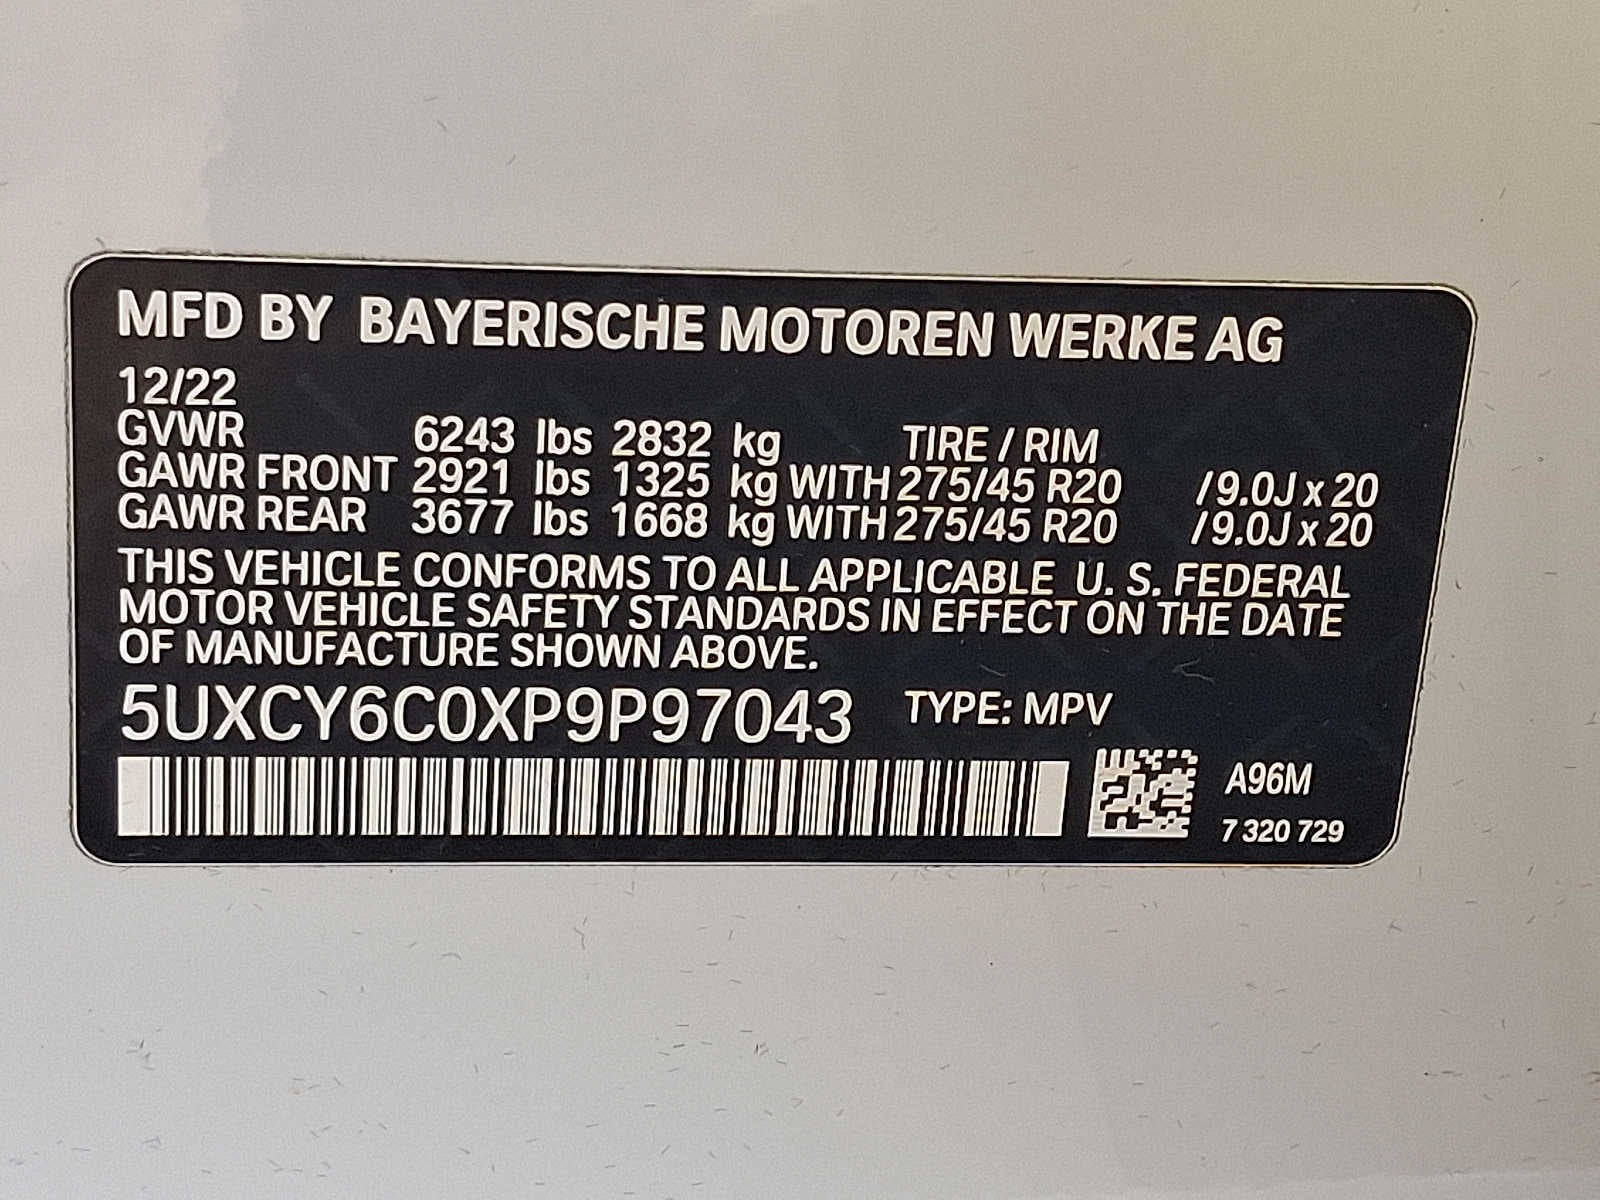 MFD BY BAYERISCHE MOTOREN WERKE AG
12/22
GVWR 6243 lbs 2832 kg TIRE / RIM
GAWR FRONT 2921 lbs 1325 kg WITH 275/45 R20 / 9.0J x 20
GAWR REAR 3677 lbs 1668 kg WITH 275/45 R20 / 9.0J x 20
THIS VEHICLE CONFORMS TO ALL APPLICABLE U. S. FEDERAL
MOTOR VEHICLE SAFETY STANDARDS IN EFFECT ON THE DATE
OF MANUFACTURE SHOWN ABOVE.
5UXCY6C0XP9P97043 TYPE: MPV
A96M
7 320 729